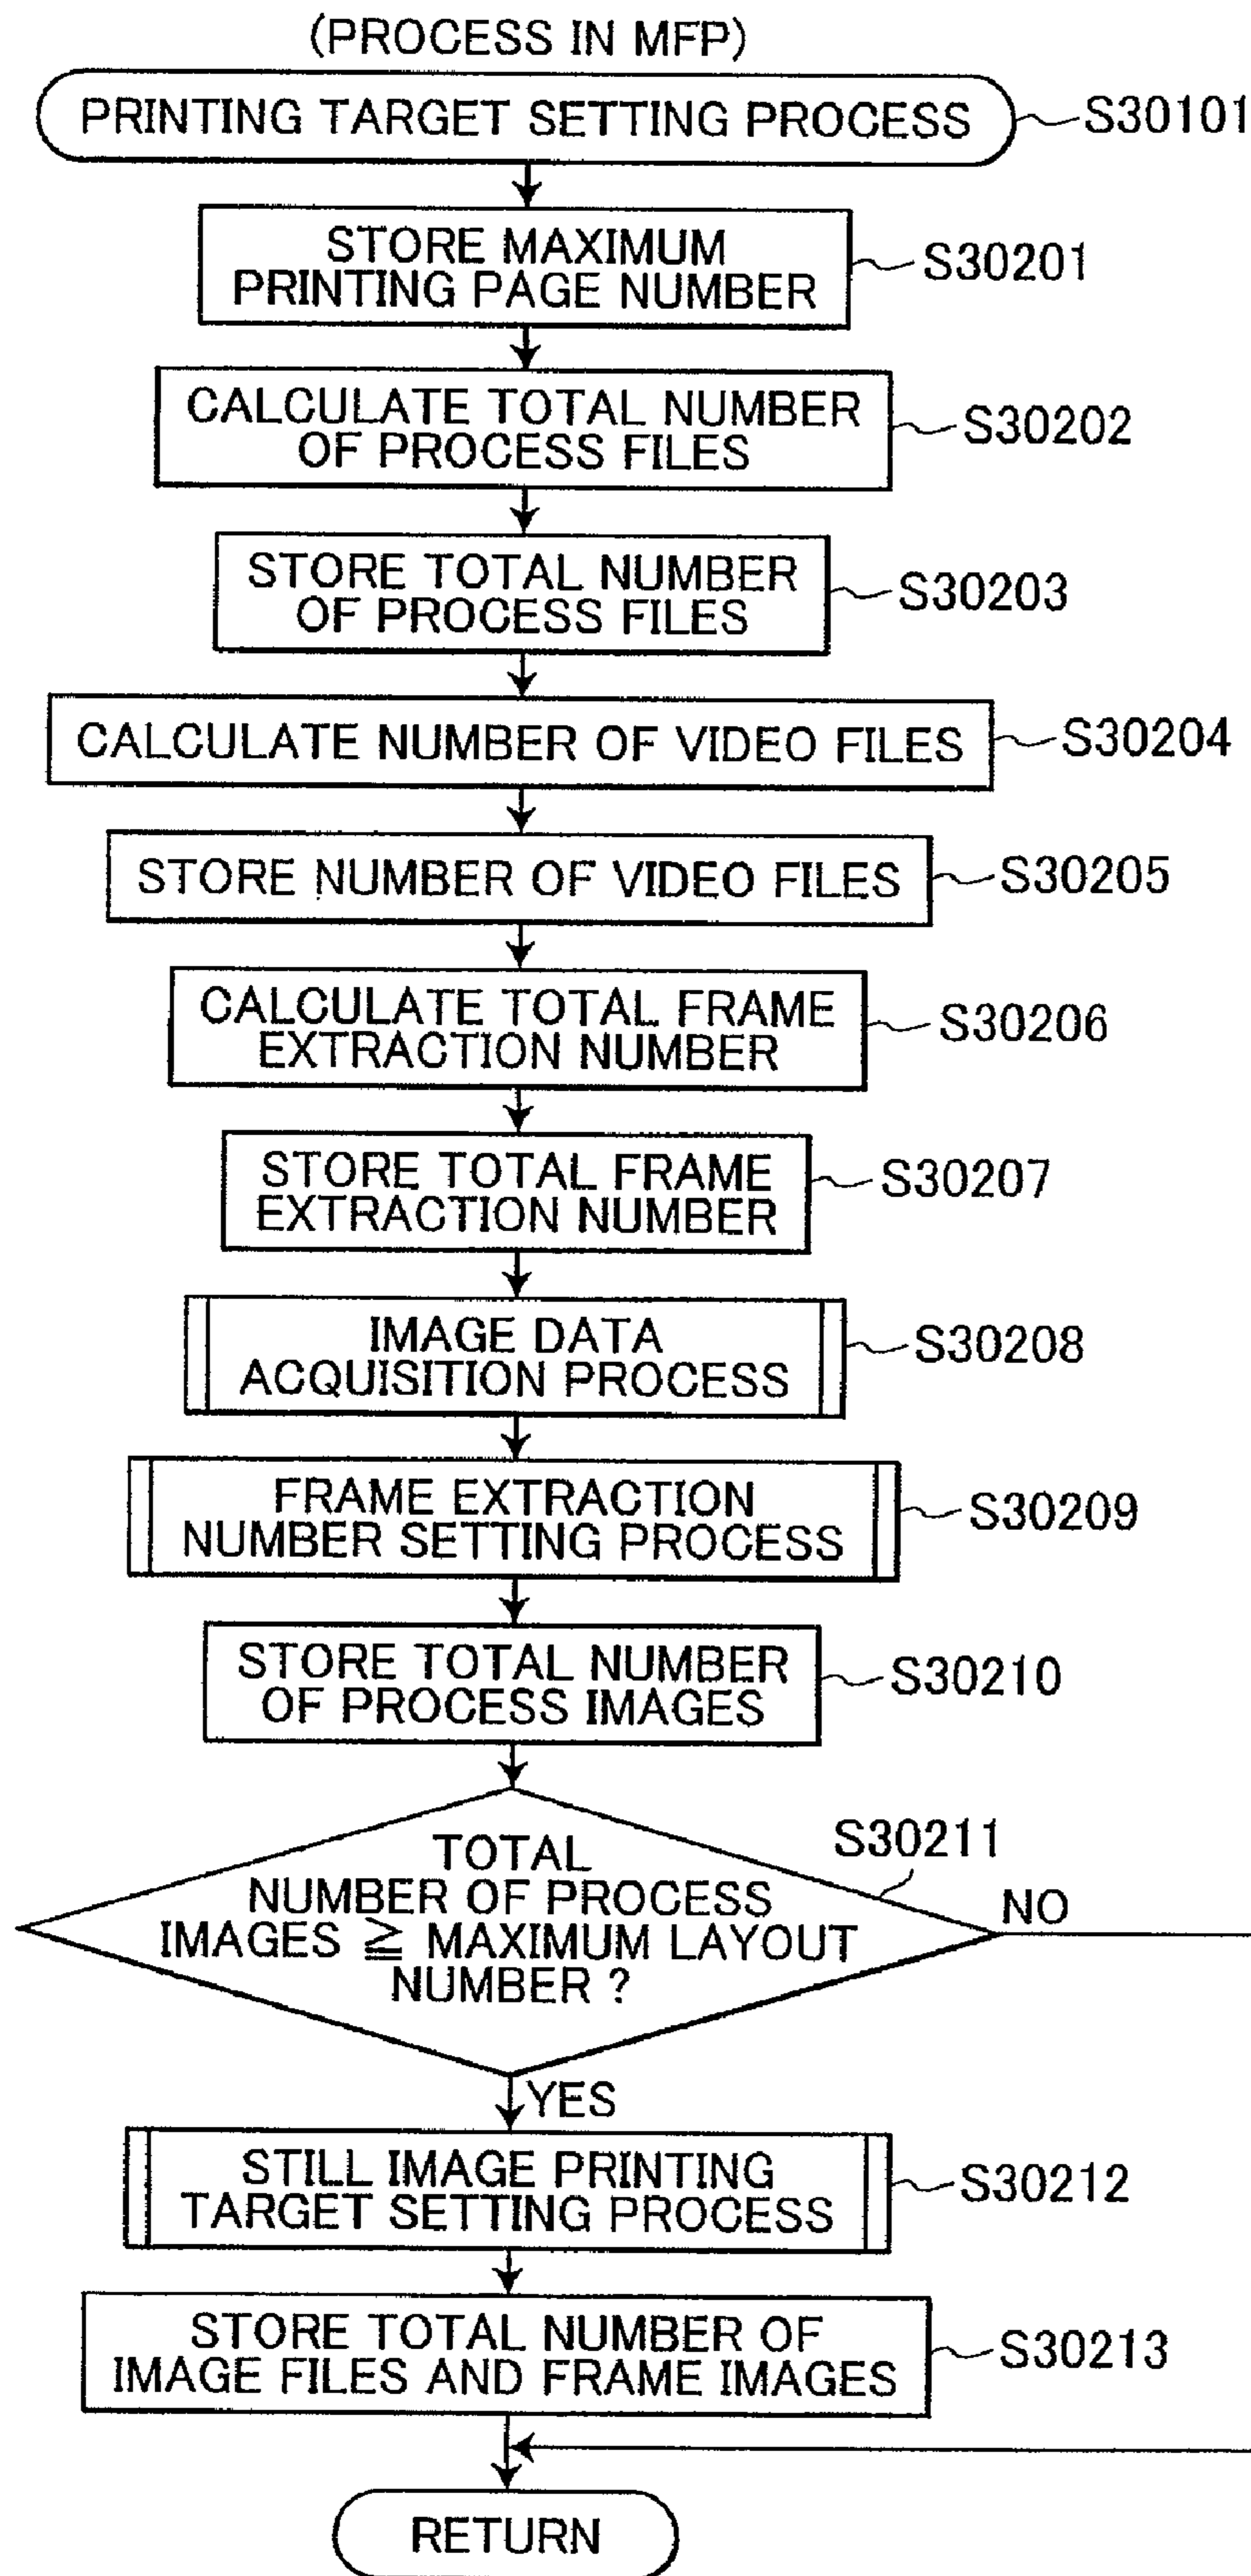 (PROCESS IN MFP)
PRINTING TARGET SETTING PROCESS
S30101
STORE MAXIMUM
PRINTING PAGE NUMBER
S30201
CALCULATE TOTAL NUMBER
OF PROCESS FILES
S30202
STORE TOTAL NUMBER
OF PROCESS FILES
S30203
CALCULATE NUMBER OF VIDEO FILES
S30204
STORE NUMBER OF VIDEO FILES
S30205
CALCULATE TOTAL FRAME
EXTRACTION NUMBER
S30206
STORE TOTAL FRAME
EXTRACTION NUMBER
S30207
IMAGE DATA
ACQUISITION PROCESS
S30208
FRAME EXTRACTION
NUMBER SETTING PROCESS
S30209
STORE TOTAL NUMBER
OF PROCESS IMAGES
S30210
TOTAL
NUMBER OF PROCESS
IMAGES ≧ MAXIMUM LAYOUT
NUMBER ?
S30211
NO
YES
STILL IMAGE PRINTING
TARGET SETTING PROCESS
S30212
STORE TOTAL NUMBER OF
IMAGE FILES AND FRAME IMAGES
S30213
RETURN